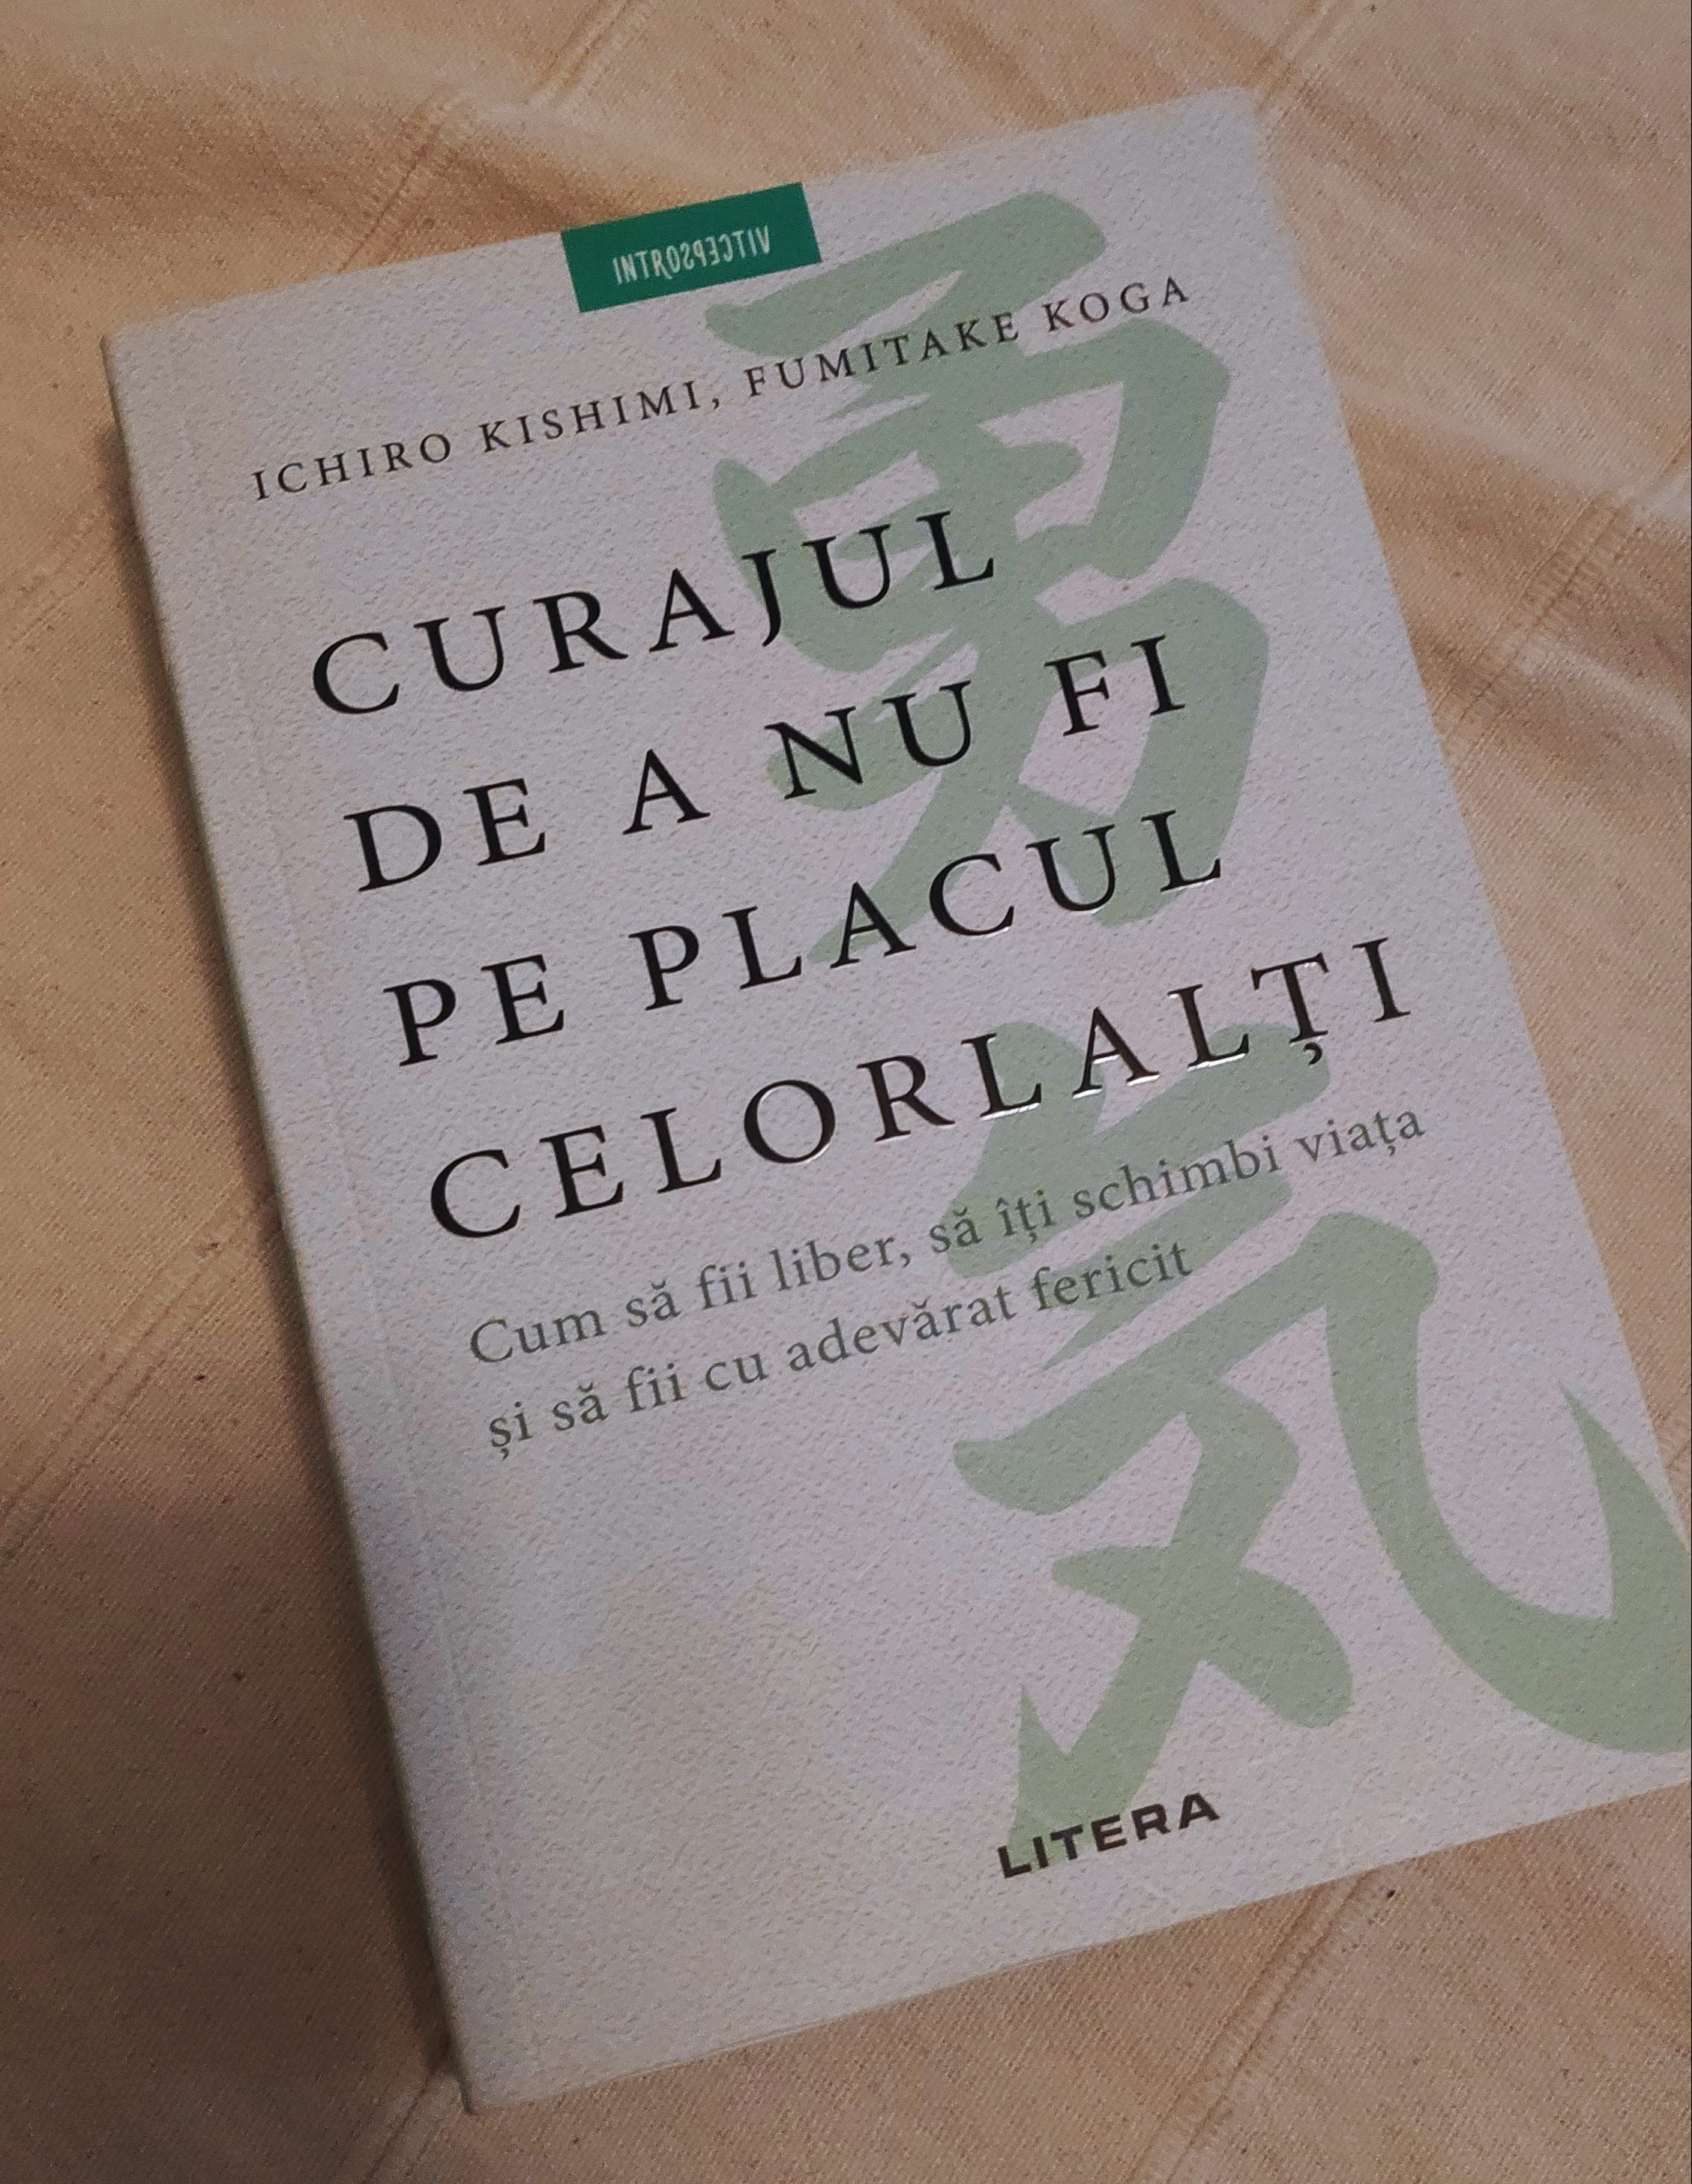 INTROSPECTIV
ICHIRO KISHIMI, FUMITAKE KOGA
CURAJUL
DE A NU FI
PE PLACUL
CELORLALȚI
Cum să fii liber, să îți schimbi viața
și să fii cu adevărat fericit
勇気
LITERA